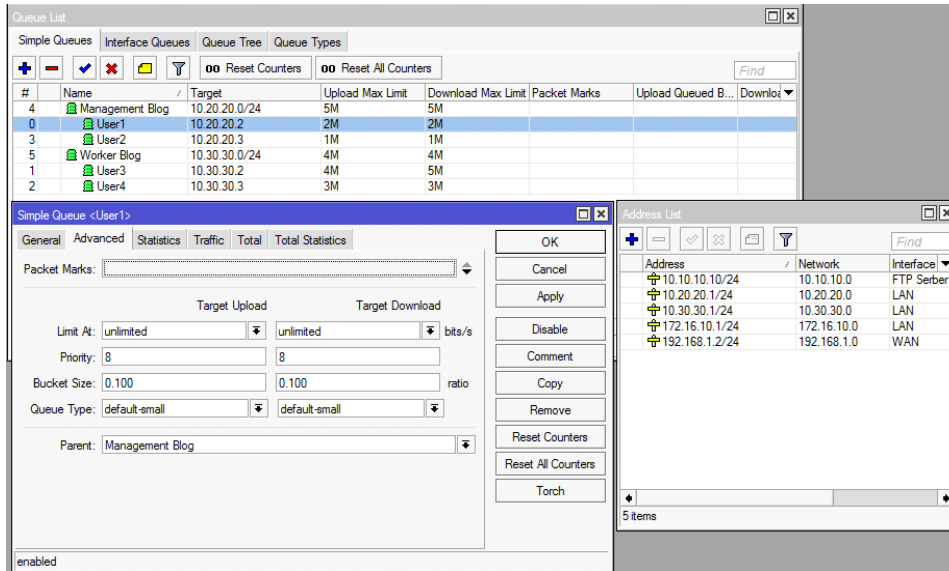 Queue List
Simple Queues Interface Queues Queue Tree Queue Types
00 Reset Counters 00 Reset All Counters Find
# Name Target Upload Max Limit Download Max Limit Packet Marks Upload Queued B...
4 Management Blog 10.20.20.0/24 5M 5M
0 User1 10.20.20.2 2M 2M
3 User2 10.20.20.3 1M 1M
5 Worker Blog 10.30.30.0/24 4M 4M
1 User3 10.30.30.2 4M 5M
2 User4 10.30.30.3 3M 3M
Simple Queue <User1>
General Advanced Statistics Traffic Total Total Statistics
Packet Marks:
Target Upload Target Download
Limit At: unlimited unlimited bits/s
Priority: 8 8
Bucket Size: 0.100 0.100 ratio
Queue Type: default-small default-small
Parent: Management Blog
OK
Cancel
Apply
Disable
Comment
Copy
Remove
Reset Counters
Reset All Counters
Torch
enabled
Address List
Find
Address Network Interface
10.10.10.10/24 10.10.10.0 FTP Serber
10.20.20.1/24 10.20.20.0 LAN
10.30.30.1/24 10.30.30.0 LAN
172.16.10.1/24 172.16.10.0 LAN
192.168.1.2/24 192.168.1.0 WAN
5 items